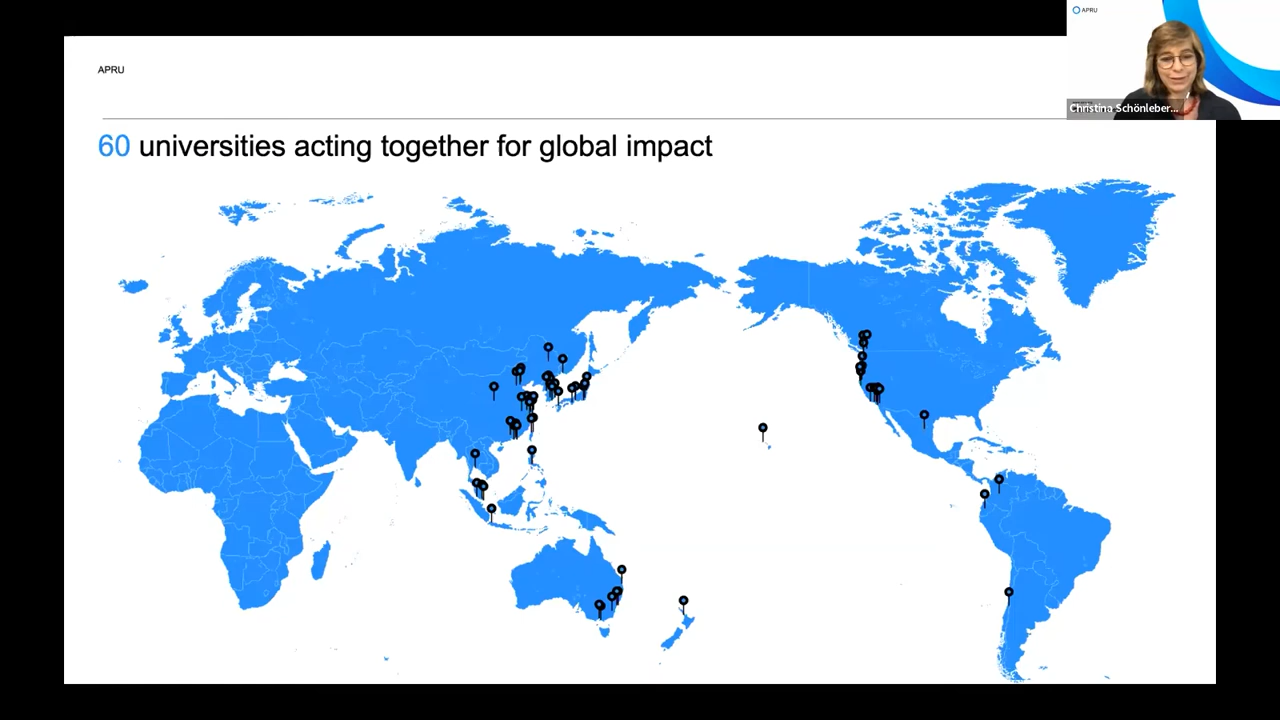 APRU
APRU
Christina Schönleber...
60 universities acting together for global impact